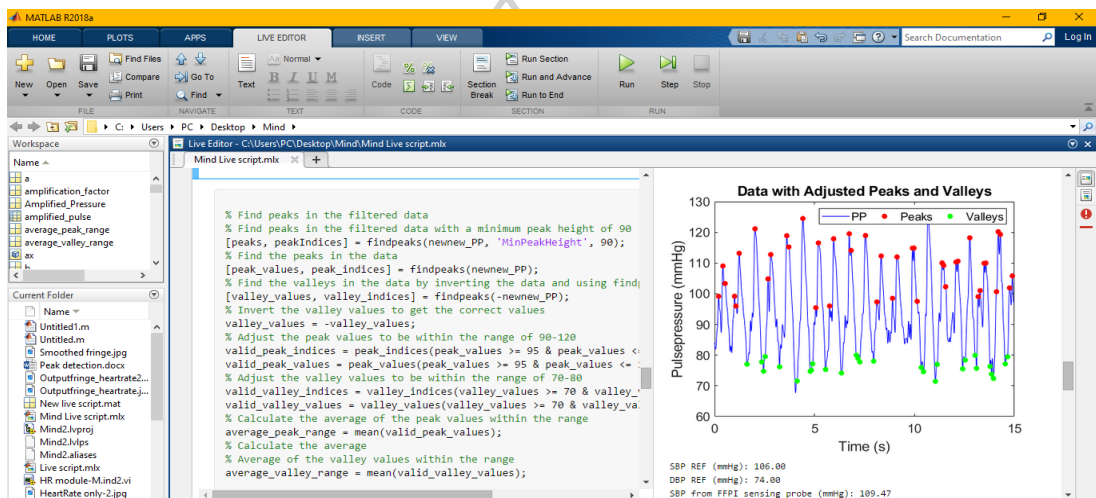 MATLAB R2018a
HOME PLOTS APPS LIVE EDITOR INSERT VIEW
Search Documentation
Log In
New Open Save
Find Files
Compare
Print
FILE
Go To
Find
NAVIGATE
Text
Aa Normal
B I U M
TEXT
Code
CODE
Section Break
Run Section
Run and Advance
Run to End
SECTION
Run Step Stop
RUN
C: Users PC Desktop Mind
Workspace
Name
a
amplification_factor
Amplified_Pressure
amplified_pulse
average_peak_range
average_valley_range
ax
b
Current Folder
Name
Untitled1.m
Untitled.m
Smoothed fringe.jpg
Peak detection.docx
Outputfringe_heartrate2...
Outputfringe_heartrate.j...
New live script.mat
Mind Live script.mlx
Mind2.lvproj
Mind2.lvlps
Mind2.aliases
Live script.mlx
HR module-M.ind2.vi
HeartRate only-2.jpg
Live Editor - C:\Users\PC\Desktop\Mind\Mind Live script.mlx
Mind Live script.mlx
% Find peaks in the filtered data
% Find peaks in the filtered data with a minimum peak height of 90
[peaks, peakIndices] = findpeaks(newnew_PP, 'MinPeakHeight', 90);
% Find the peaks in the data
[peak_values, peak_indices] = findpeaks(newnew_PP);
% Find the valleys in the data by inverting the data and using find
[valley_values, valley_indices] = findpeaks(-newnew_PP);
% Invert the valley values to get the correct values
valley_values = -valley_values;
% Adjust the peak values to be within the range of 90-120
valid_peak_indices = peak_indices(peak_values >= 95 & peak_values <
valid_peak_values = peak_values(peak_values >= 95 & peak_values <=
% Adjust the valley values to be within the range of 70-80
valid_valley_indices = valley_indices(valley_values >= 70 & valley_
valid_valley_values = valley_values(valley_values >= 70 & valley_va
% Calculate the average of the peak values within the range
average_peak_range = mean(valid_peak_values);
% Calculate the average
% Average of the valley values within the range
average_valley_range = mean(valid_valley_values);
Data with Adjusted Peaks and Valleys
PP Peaks Valleys
Pulsepressure (mmHg)
130
120
110
100
90
80
70
60
0 5 10 15
Time (s)
SBP REF (mmHg): 106.00
DBP REF (mmHg): 74.00
SBP from FFPI sensing probe (mmHg): 109.47